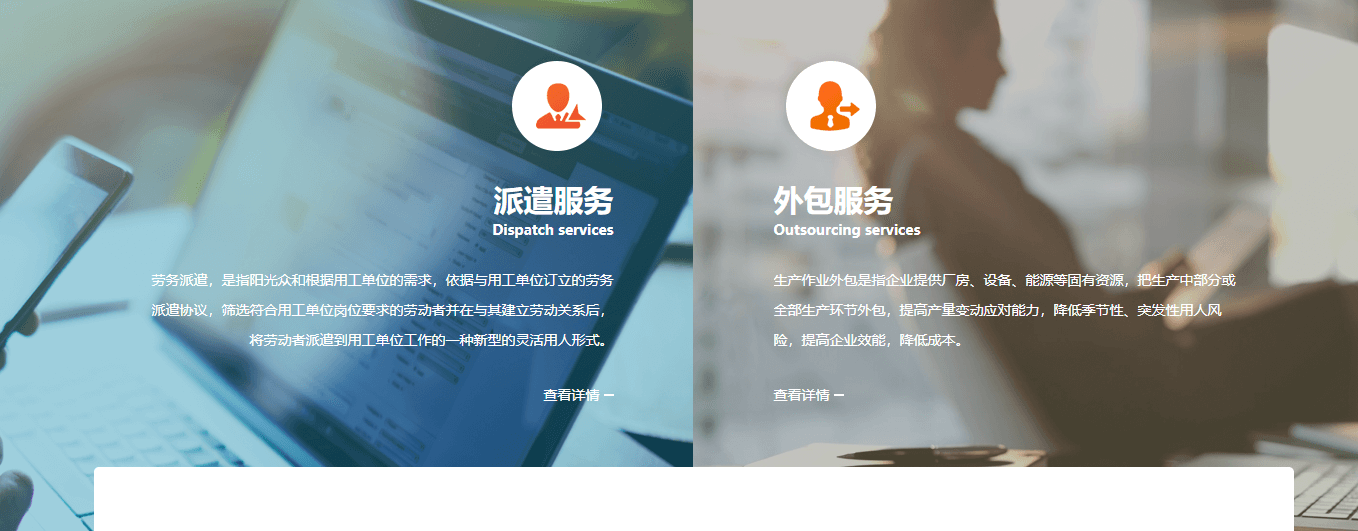 派遣服务
Dispatch services
劳务派遣，是指阳光众和根据用工单位的需求，依据与用工单位订立的劳务
派遣协议，筛选符合用工单位岗位要求的劳动者并在与其建立劳动关系后，
将劳动者派遣到用工单位工作的一种新型的灵活用人形式。
查看详情 –
外包服务
Outsourcing services
生产作业外包是指企业提供厂房、设备、能源等固有资源，把生产中部分或
全部生产环节外包，提高产量变动应对能力，降低季节性、突发性用人风
险，提高企业效能，降低成本。
查看详情 –